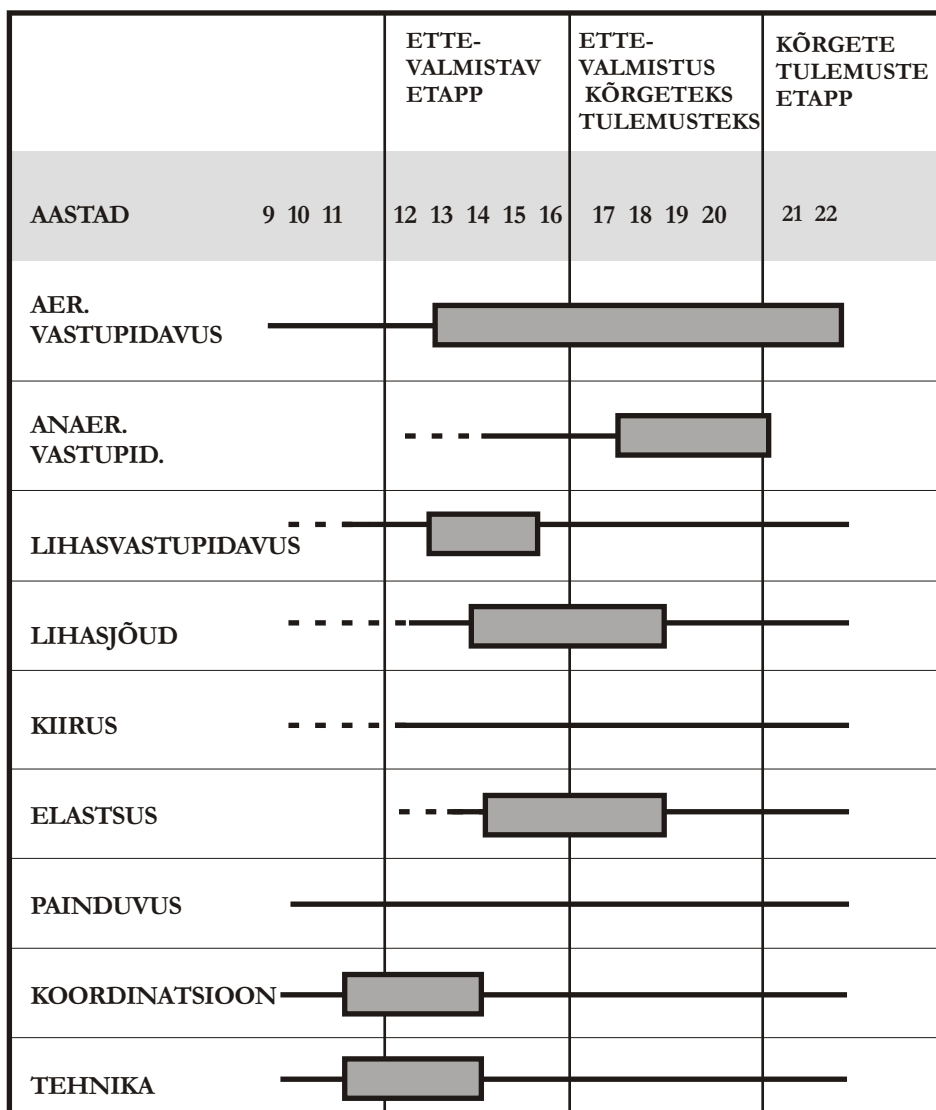 ETTE-
VALMISTAV
ETAPP
ETTE-
VALMISTUS
KÕRGETEKS
TULEMUSTEKS
KÕRGETE
TULEMUSTE
ETAPP
AASTAD 9 10 11 12 13 14 15 16 17 18 19 20 21 22
AER.
VASTUPIDAVUS
ANAER.
VASTUPID.
LIHASVASTUPIDAVUS
LIHASJÕUD
KIIRUS
ELASTSUS
PAINDUVUS
KOORDINATSIOON
TEHNIKA